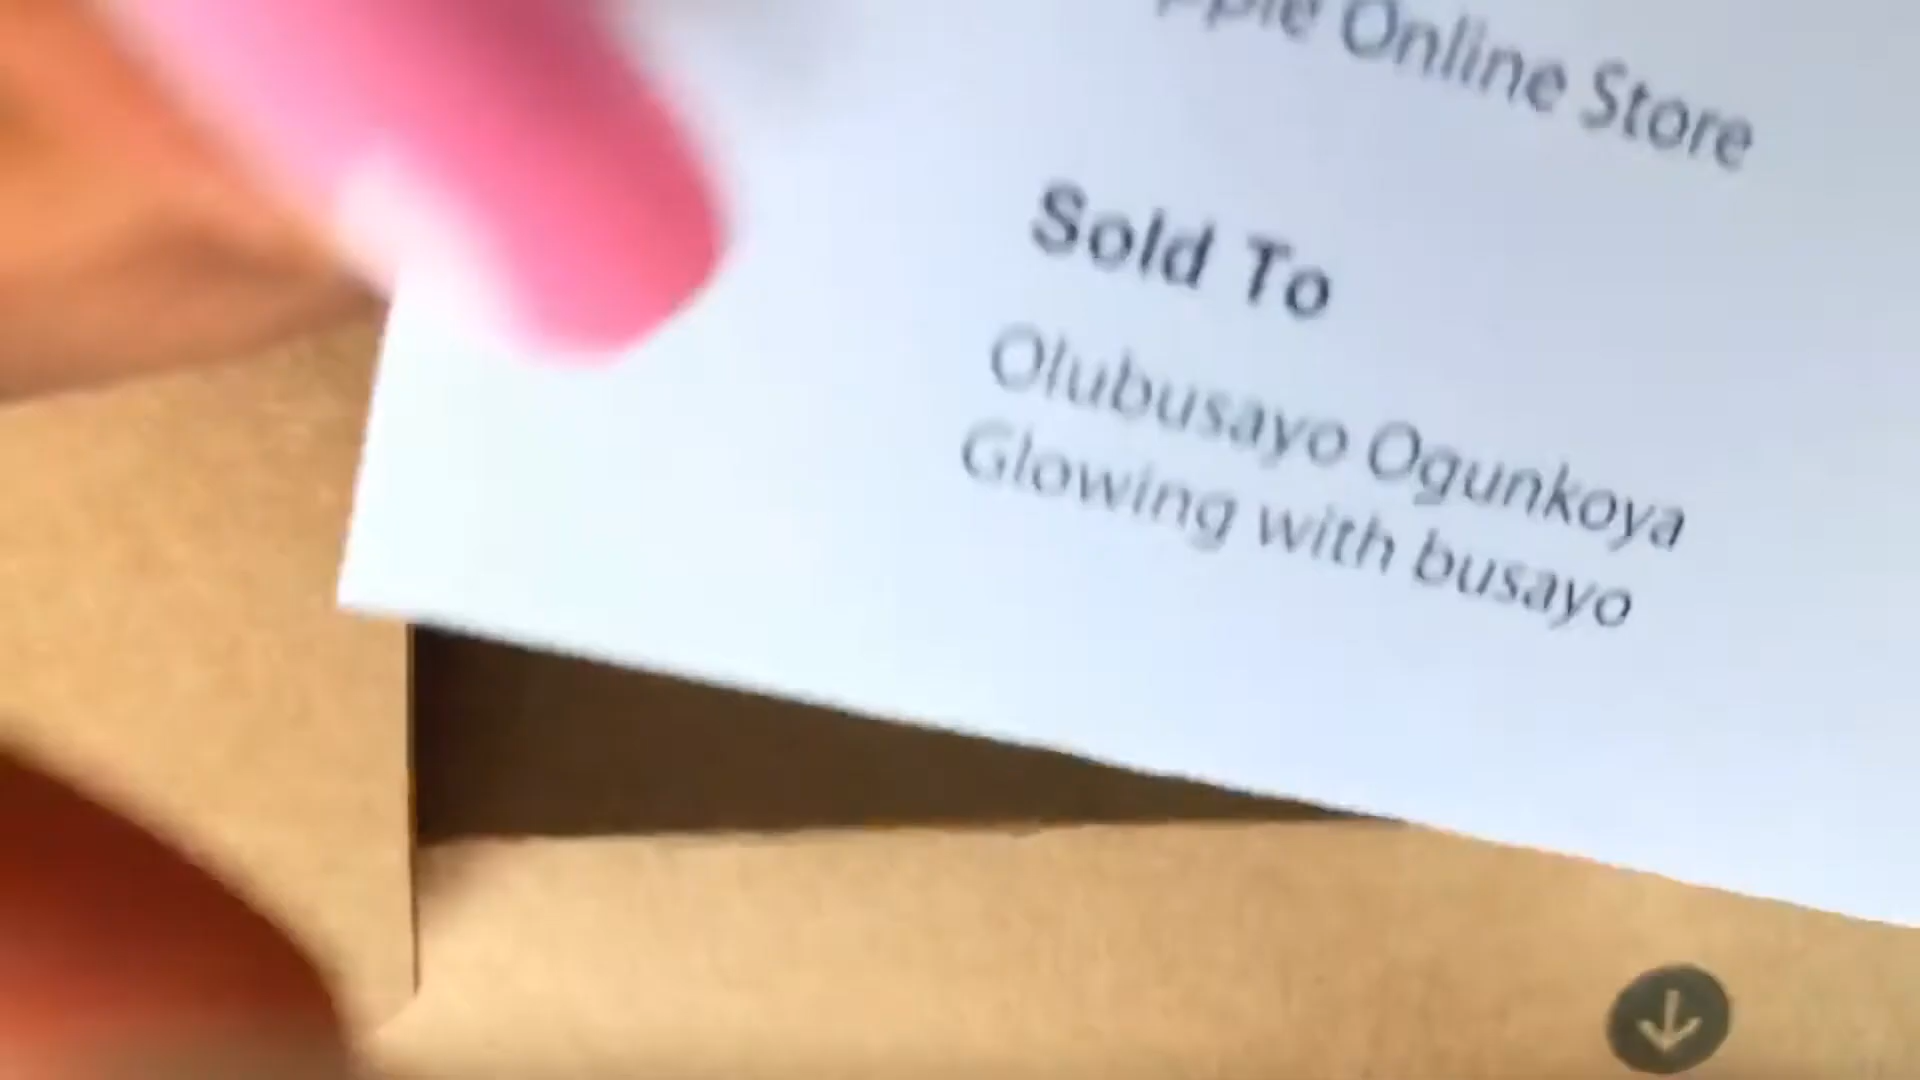 Online Store
Sold To
Olubusayo Ogunkoya
Glowing with busayo